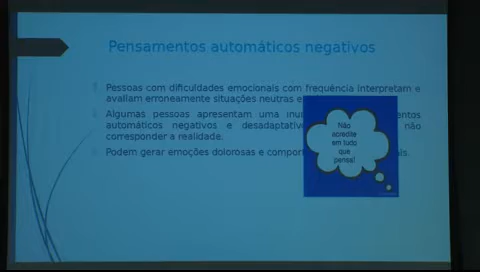 Pensamentos automáticos negativos
Pessoas com dificuldades emocionais com frequência interpretam e
avaliam erroneamente situações neutras e
Algumas pessoas apresentam uma
automáticos negativos e não
corresponder a realidade.
Podem gerar emoções dolorosas e
Não
acredite
em tudo
que
pensa!